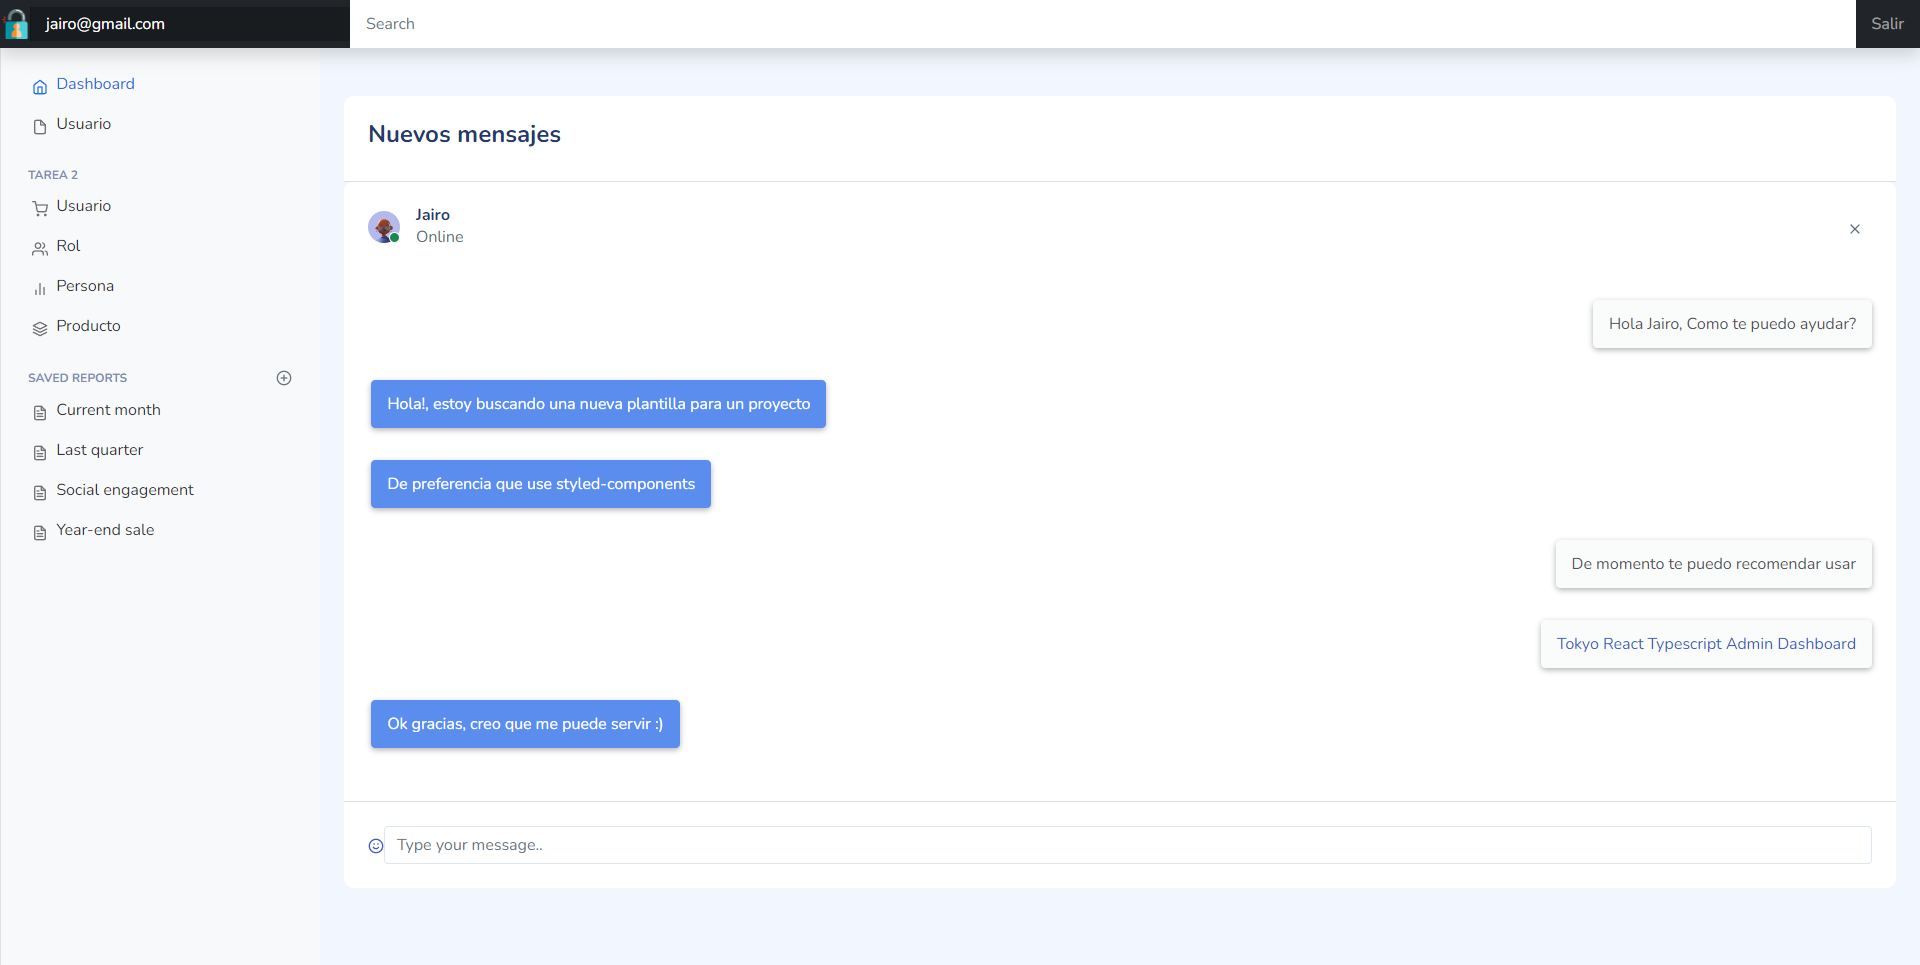 jairo@gmail.com
Search
Salir
Dashboard
Usuario
TAREA 2
Usuario
Rol
Persona
Producto
SAVED REPORTS
Current month
Last quarter
Social engagement
Year-end sale
Nuevos mensajes
Jairo
Online
Hola Jairo, Como te puedo ayudar?
Hola!, estoy buscando una nueva plantilla para un proyecto
De preferencia que use styled-components
De momento te puedo recomendar usar
Tokyo React Typescript Admin Dashboard
Ok gracias, creo que me puede servir :)
Type your message..